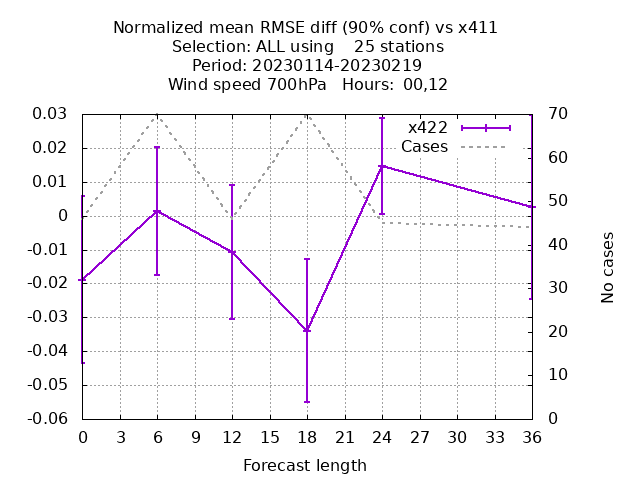 Normalized mean RMSE diff (90% conf) vs x411
Selection: ALL using    25 stations
Period: 20230114-20230219
Wind speed 700hPa   Hours: 00,12
0.03
0.02
0.01
0
-0.01
-0.02
-0.03
-0.04
-0.05
-0.06
x422
Cases
70
60
50
40
30
20
10
0
No cases
0 3 6 9 12 15 18 21 24 27 30 33 36
Forecast length